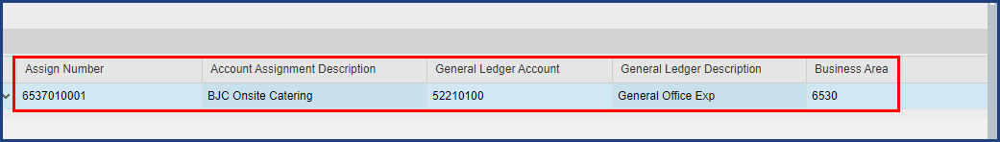 Assign Number Account Assignment Description General Ledger Account General Ledger Description Business Area
6537010001 BJC Onsite Catering 52210100 General Office Exp 6530